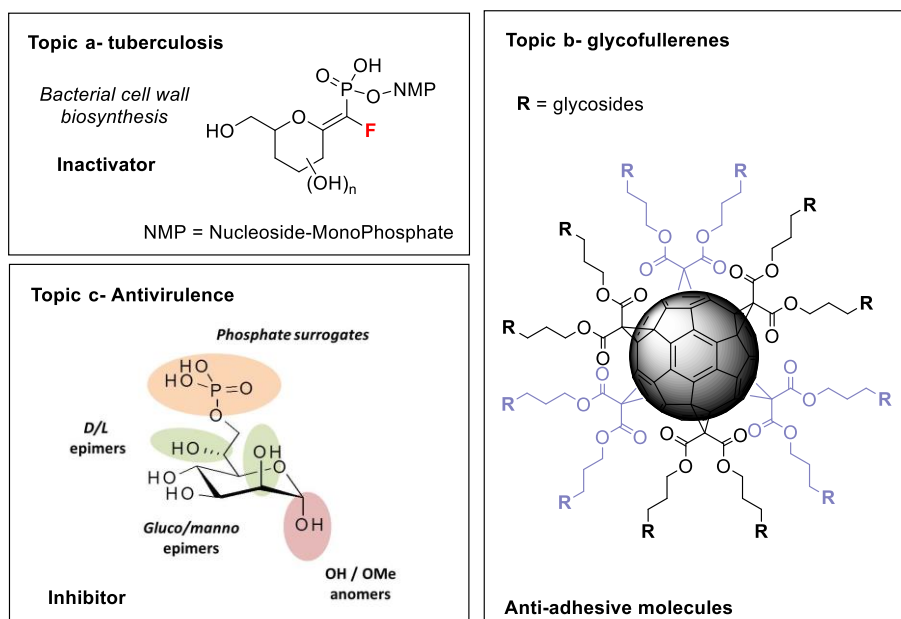 Topic a- tuberculosis
Bacterial cell wall
biosynthesis
Inactivator
OH
O
P
O
NMP
O
HO
F
(OH)n
NMP = Nucleoside-MonoPhosphate
Topic b- glycofullerenes
R = glycosides
R
R
R
R
O
O
O
O
O
O
O
O
R
R
O
O
O
O
O
O
O
O
R
R
O
O
O
O
O
O
O
O
R
R
R
R
Anti-adhesive molecules
Topic c- Antivirulence
Phosphate surrogates
HO
HO
P
O
O
D/L
epimers
HO
OH
O
HO
HO
OH
Gluco/manno
epimers
OH / OMe
anomers
Inhibitor